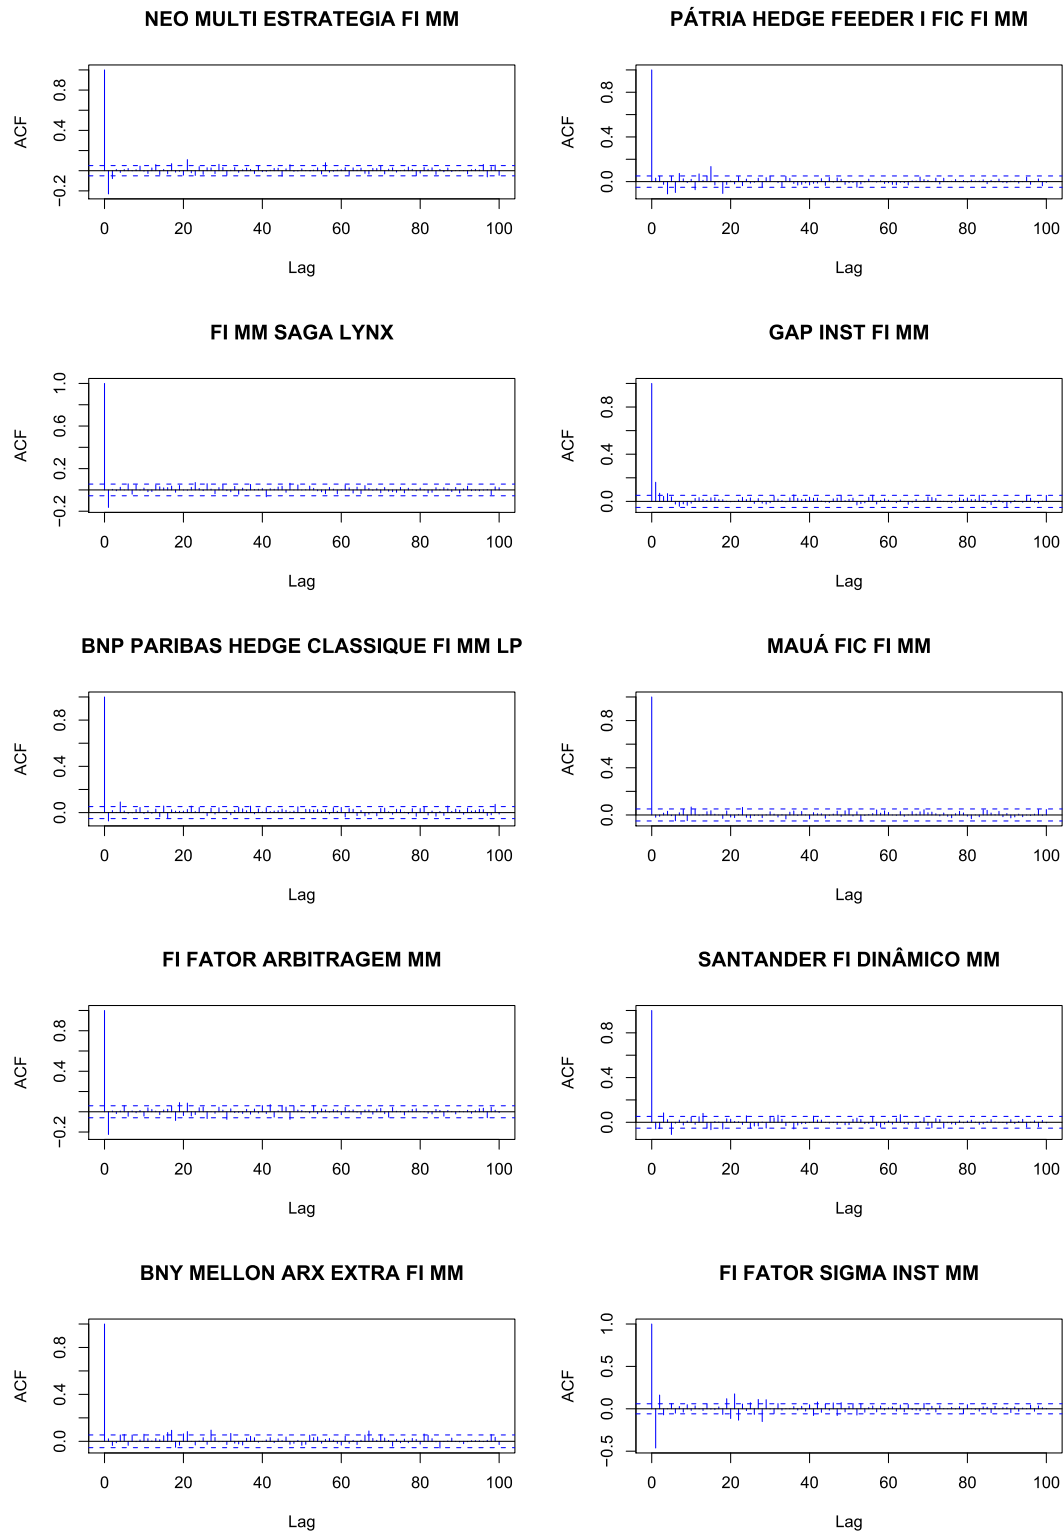 NEO MULTI ESTRATEGIA FI MM
ACF
-0.2 0.4 0.8
0 20 40 60 80 100
Lag
PÁTRIA HEDGE FEEDER I FIC FI MM
ACF
0.0 0.4 0.8
0 20 40 60 80 100
Lag
FI MM SAGA LYNX
ACF
-0.2 0.2 0.6 1.0
0 20 40 60 80 100
Lag
GAP INST FI MM
ACF
0.0 0.4 0.8
0 20 40 60 80 100
Lag
BNP PARIBAS HEDGE CLASSIQUE FI MM LP
ACF
0.0 0.4 0.8
0 20 40 60 80 100
Lag
MAUÁ FIC FI MM
ACF
0.0 0.4 0.8
0 20 40 60 80 100
Lag
FI FATOR ARBITRAGEM MM
ACF
-0.2 0.4 0.8
0 20 40 60 80 100
Lag
SANTANDER FI DINÂMICO MM
ACF
0.0 0.4 0.8
0 20 40 60 80 100
Lag
BNY MELLON ARX EXTRA FI MM
ACF
0.0 0.4 0.8
0 20 40 60 80 100
Lag
FI FATOR SIGMA INST MM
ACF
-0.5 0.0 0.5 1.0
0 20 40 60 80 100
Lag